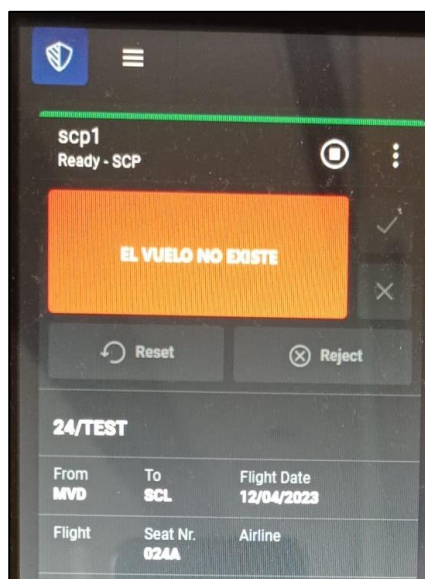 scp1
Ready - SCP
EL VUELO NO EXISTE
Reset
Reject
24/TEST
From To Flight Date
MVD SCL 12/04/2023
Flight Seat Nr. Airline
024A